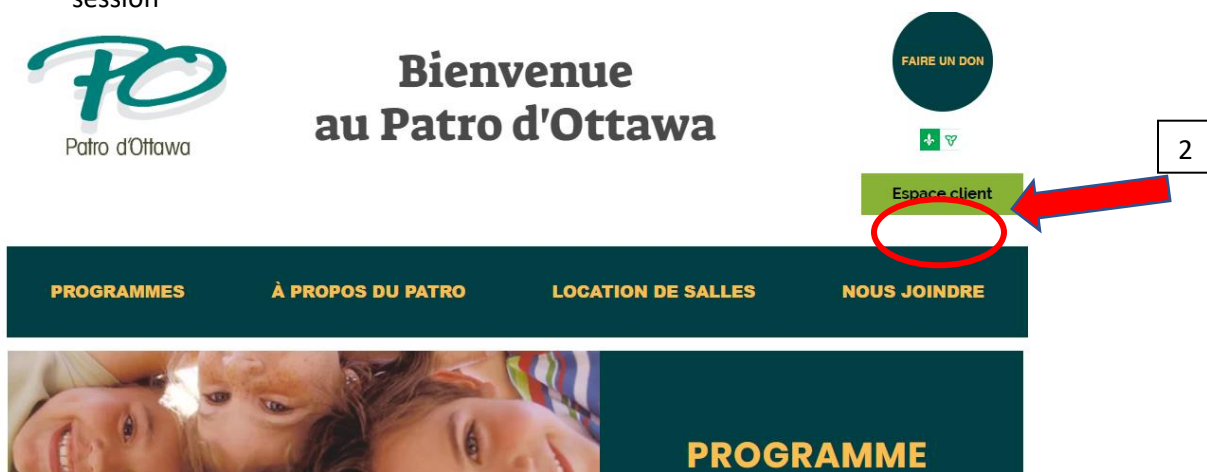 session
PO
Patro d'Ottawa
Bienvenue
au Patro d'Ottawa
FAIRE UN DON
2
Espace client
PROGRAMMES À PROPOS DU PATRO LOCATION DE SALLES NOUS JOINDRE
PROGRAMME